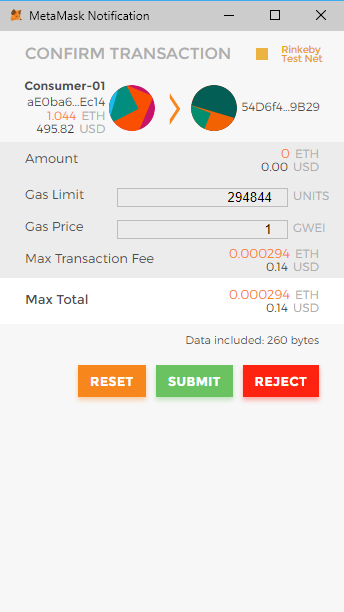 MetaMask Notification
CONFIRM TRANSACTION
Rinkeby
Test Net
Consumer-01
aE0ba6...Ec14
1.044 ETH
495.82 USD
54D6f4...9B29
Amount
0 ETH
0.00 USD
Gas Limit
294844 UNITS
Gas Price
1 GWEI
Max Transaction Fee
0.000294 ETH
0.14 USD
Max Total
0.000294 ETH
0.14 USD
Data included: 260 bytes
RESET SUBMIT REJECT